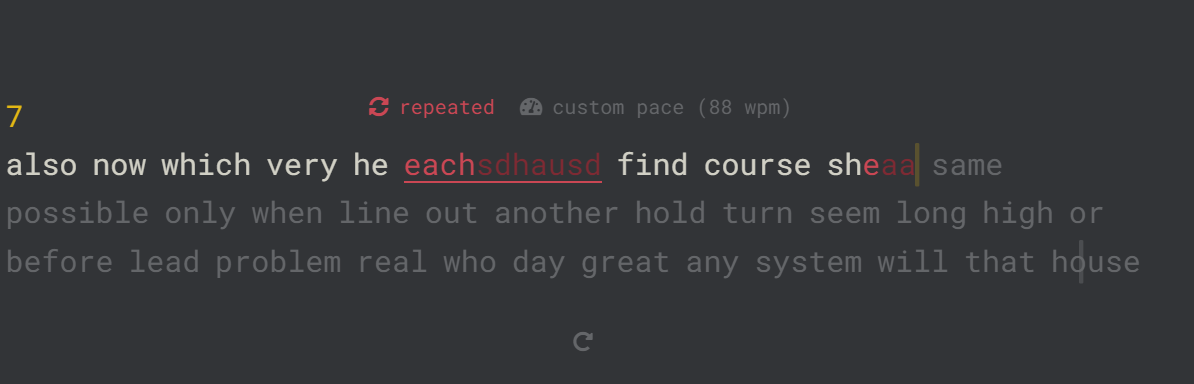 7
repeated custom pace (88 wpm)
also now which very he eachsdhausd find course sheaa same
possible only when line out another hold turn seem long high or
before lead problem real who day great any system will that house